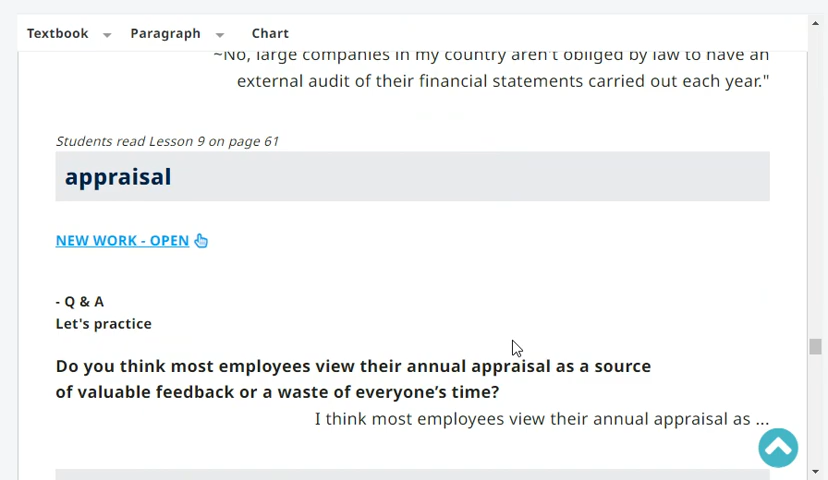 Textbook Paragraph Chart
~No, large companies in my country aren't obliged by law to have an
external audit of their financial statements carried out each year."
Students read Lesson 9 on page 61
appraisal
NEW WORK - OPEN
- Q & A
Let's practice
Do you think most employees view their annual appraisal as a source
of valuable feedback or a waste of everyone's time?
I think most employees view their annual appraisal as ...